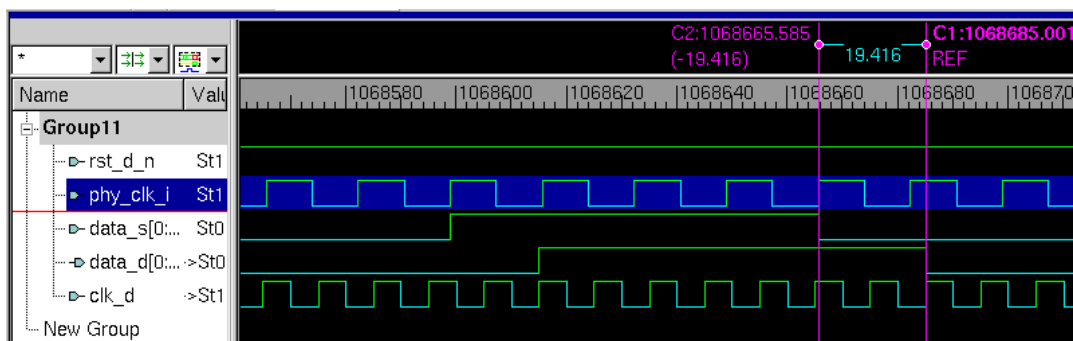 C2:1068665.585 C1:1068685.001
* (-19.416) 19.416 REF
Name Valu 1068580 1068600 1068620 1068640 1068660 1068680 106870
Group11
rst_d_n St1
phy_clk_i St1
data_s[0:... St0
data_d[0:... ->St0
clk_d ->St1
New Group